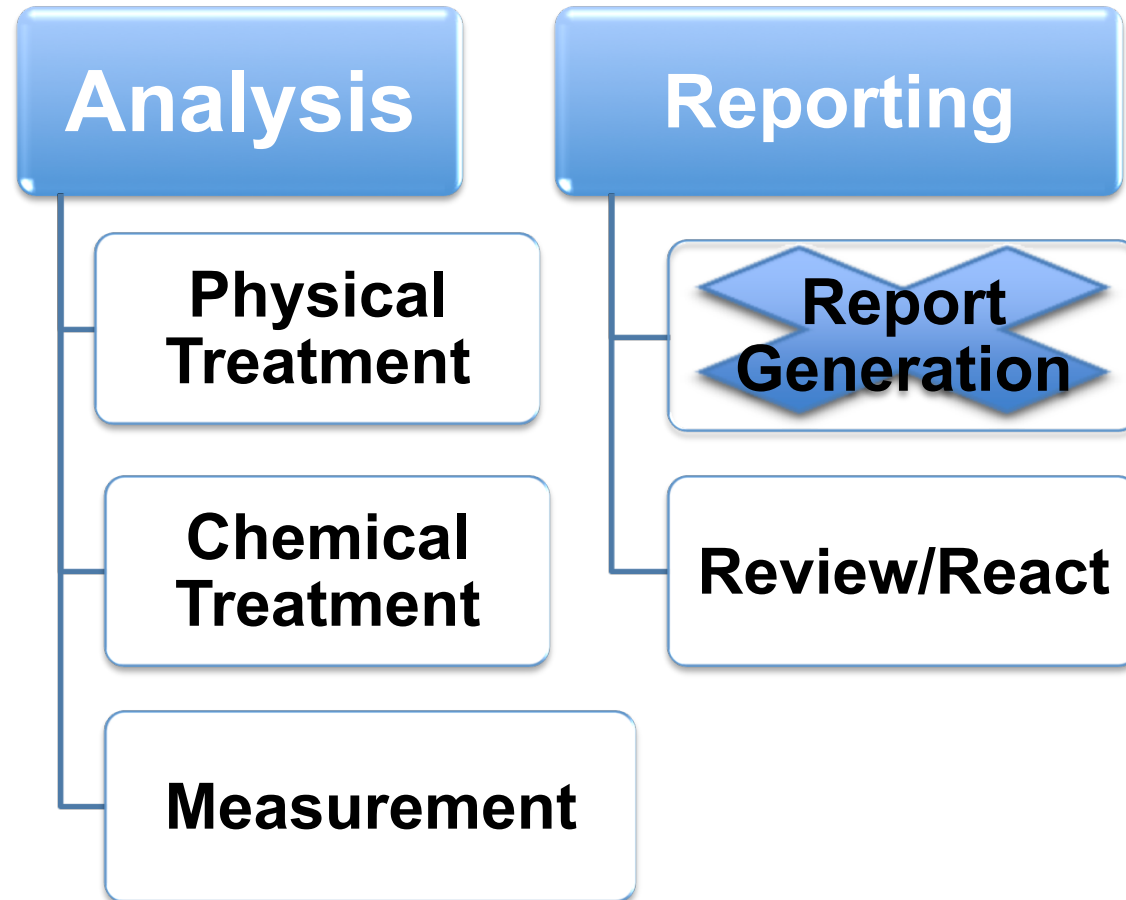 Analysis
Physical
Treatment
Chemical
Treatment
Measurement
Reporting
Report
Generation
Review/React